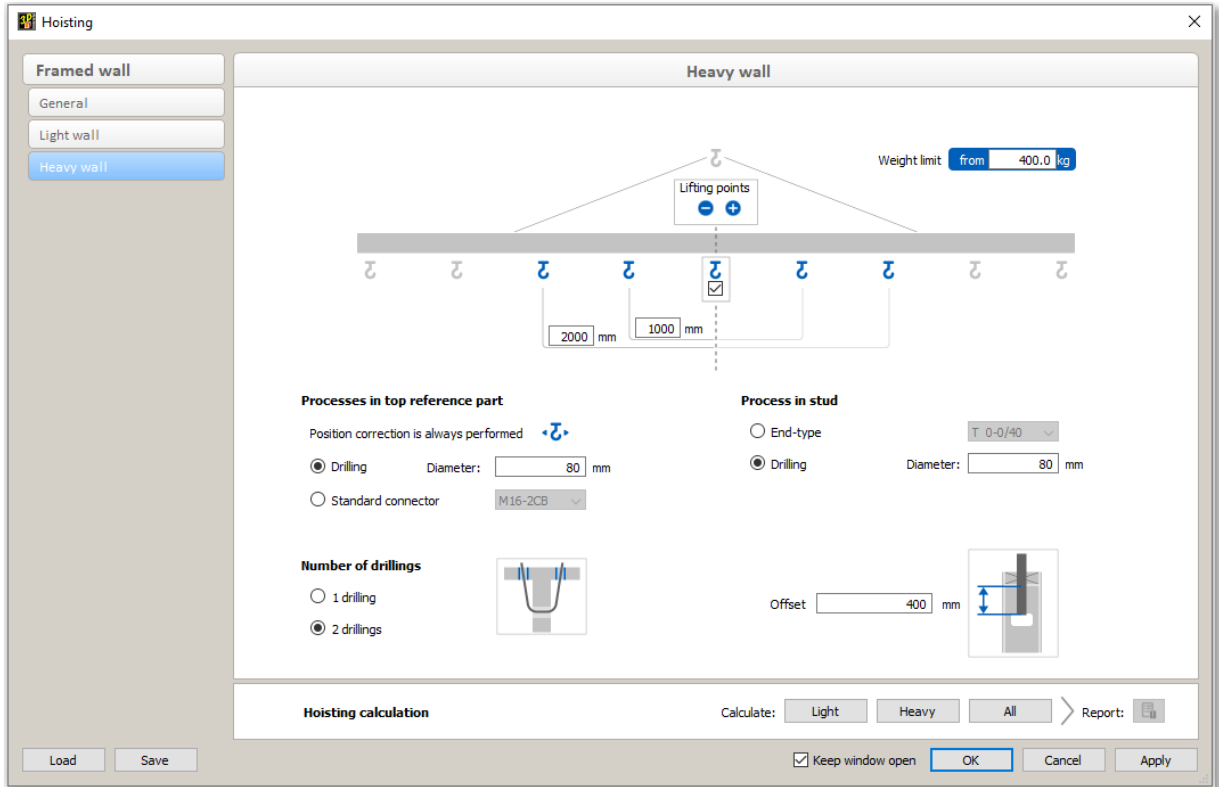 Hoisting
Framed wall
General
Light wall
Heavy wall
Heavy wall
Weight limit from 400.0 kg
Lifting points
2000 mm
1000 mm
Processes in top reference part
Position correction is always performed
Drilling Diameter: 80 mm
Standard connector M16-2CB
Process in stud
End-type T 0-0/40
Drilling Diameter: 80 mm
Number of drillings
1 drilling
2 drillings
Offset 400 mm
Hoisting calculation
Calculate: Light Heavy All Report:
Load Save
Keep window open OK Cancel Apply